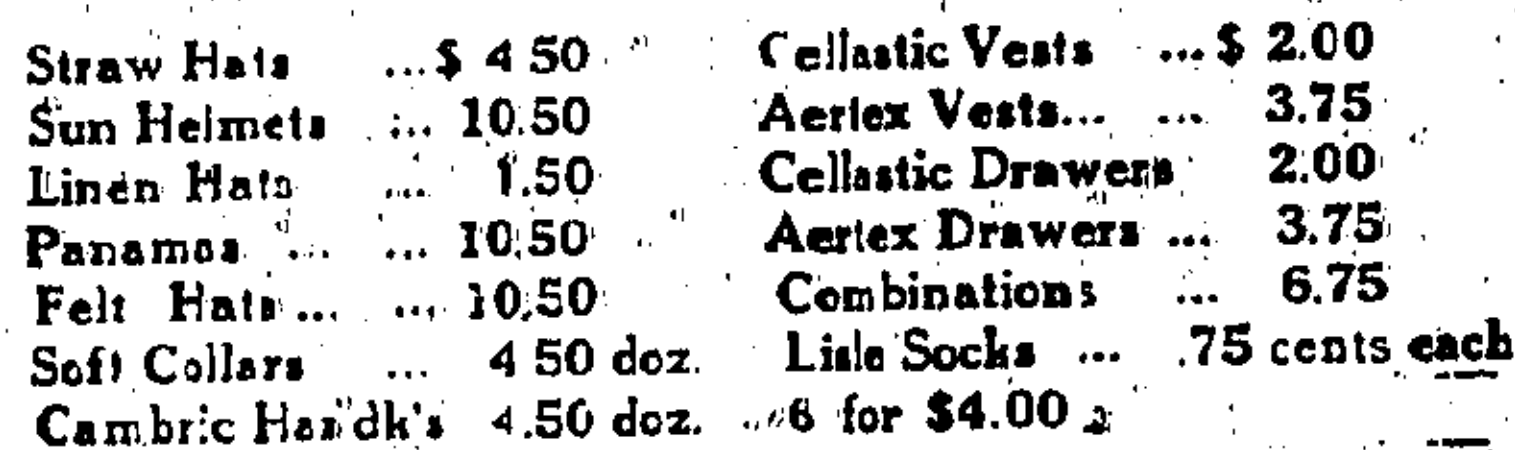 Straw Hats ...$ 4 50
Sun Helmets ... 10.50
Linen Hats ... 1.50
Panamas ... ... 10.50
Felt Hats... ... 10.50
Soft Collars ... 4 50 doz.
Cambric Handk's 4.50 doz.
Cellastic Vests ...$ 2.00
Aertex Vests... ... 3.75
Cellastic Drawers 2.00
Aertex Drawers ... 3.75
Combinations ... 6.75
Lisle Socks ... .75 cents each
6 for $4.00